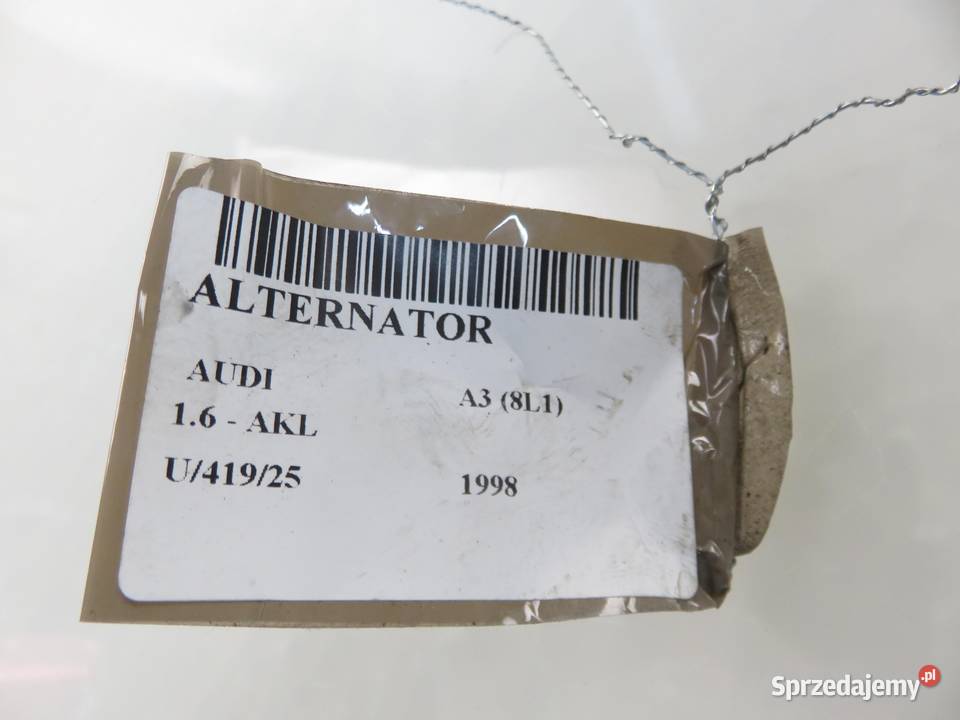 ALTERNATOR
AUDI A3 (8L1)
1.6 - AKL
U/419/25 1998
Sprzedajemy.pl